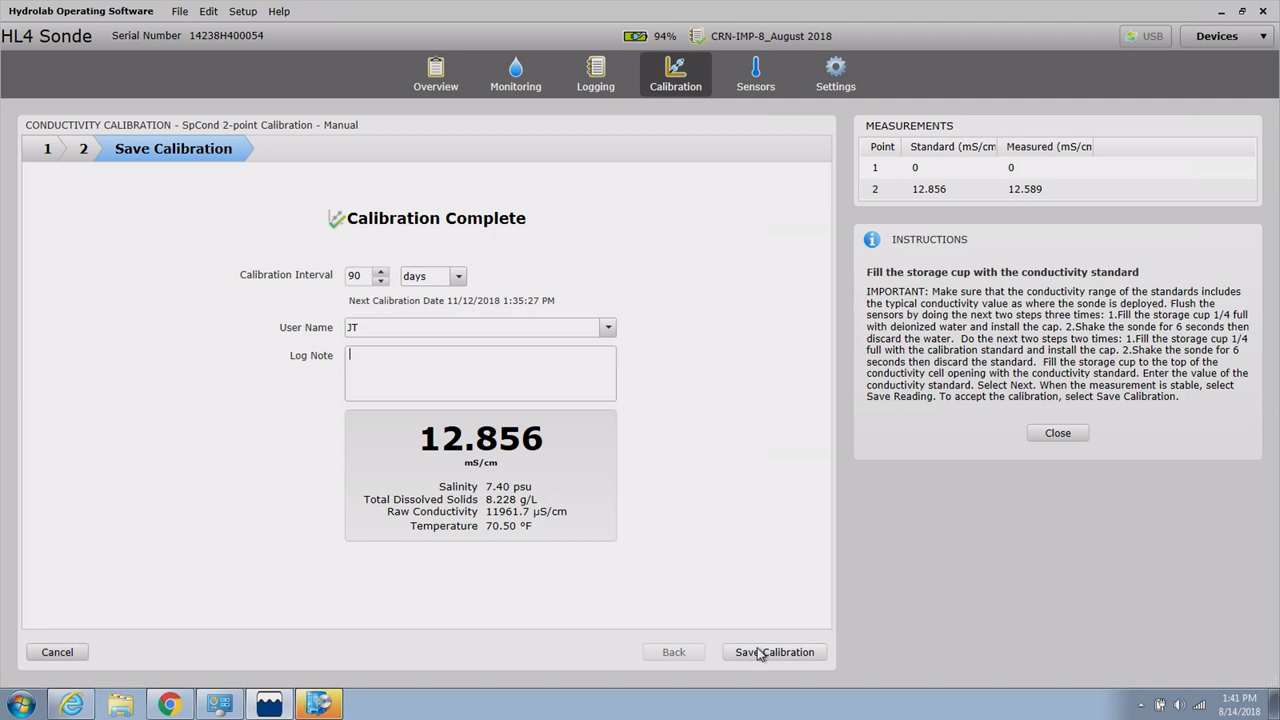 Hydrolab Operating Software File Edit Setup Help
HL4 Sonde Serial Number 14238H400054 94% CRN-IMP-8_August 2018 USB Devices
Overview Monitoring Logging Calibration Sensors Settings
CONDUCTIVITY CALIBRATION - SpCond 2-point Calibration - Manual
1 2 Save Calibration
Calibration Complete
Calibration Interval 90 days
Next Calibration Date 11/12/2018 1:35:27 PM
User Name JT
Log Note
12.856
mS/cm
Salinity 7.40 psu
Total Dissolved Solids 8.228 g/L
Raw Conductivity 11961.7 µS/cm
Temperature 70.50 °F
Cancel Back Save Calibration
MEASUREMENTS
Point Standard (mS/cm Measured (mS/cn
1 0 0
2 12.856 12.589
INSTRUCTIONS
Fill the storage cup with the conductivity standard
IMPORTANT: Make sure that the conductivity range of the standards includes
the typical conductivity value as where the sonde is deployed. Flush the
sensors by doing the next two steps three times: 1.Fill the storage cup 1/4 full
with deionized water and install the cap. 2.Shake the sonde for 6 seconds then
discard the water. Do the next two steps two times: 1.Fill the storage cup 1/4
full with the calibration standard and install the cap. 2.Shake the sonde for 6
seconds then discard the standard. Fill the storage cup to the top of the
conductivity cell opening with the conductivity standard. Enter the value of the
conductivity standard. Select Next. When the measurement is stable, select
Save Reading. To accept the calibration, select Save Calibration.
Close
1:41 PM
8/14/2018